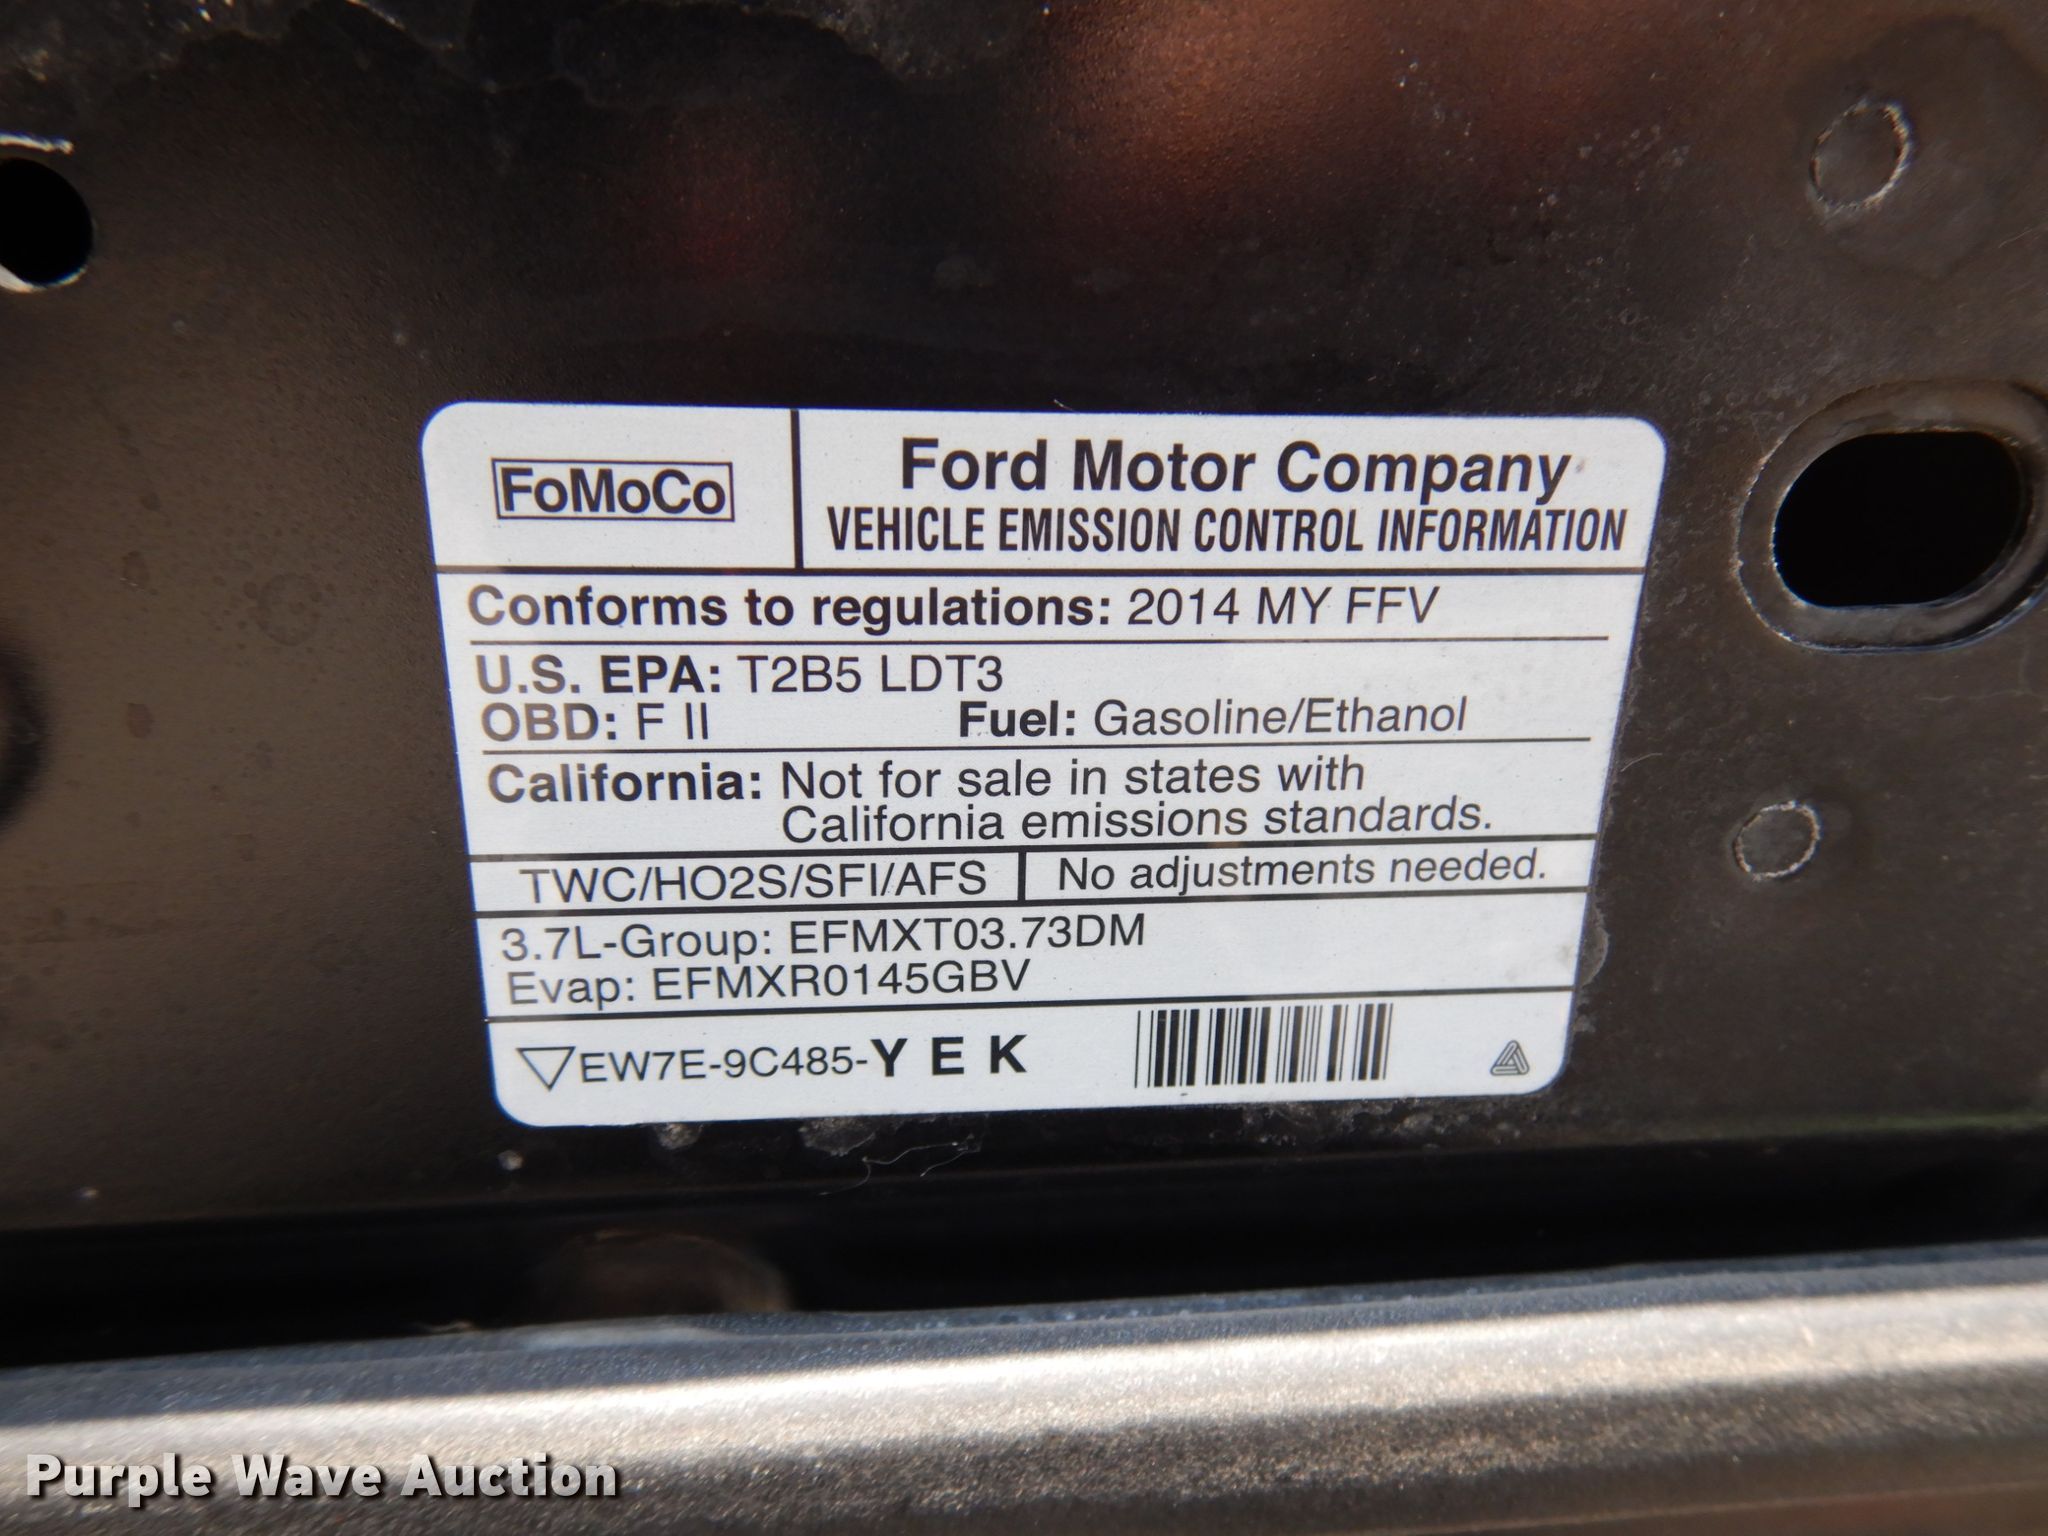 FoMoCo
Ford Motor Company
VEHICLE EMISSION CONTROL INFORMATION
Conforms to regulations: 2014 MY FFV
U.S. EPA: T2B5 LDT3
OBD: F II Fuel: Gasoline/Ethanol
California: Not for sale in states with
California emissions standards.
TWC/HO2S/SFI/AFS No adjustments needed.
3.7L-Group: EFMXT03.73DM
Evap: EFMXR0145GBV
EW7E-9C485-Y E K
Purple Wave Auction